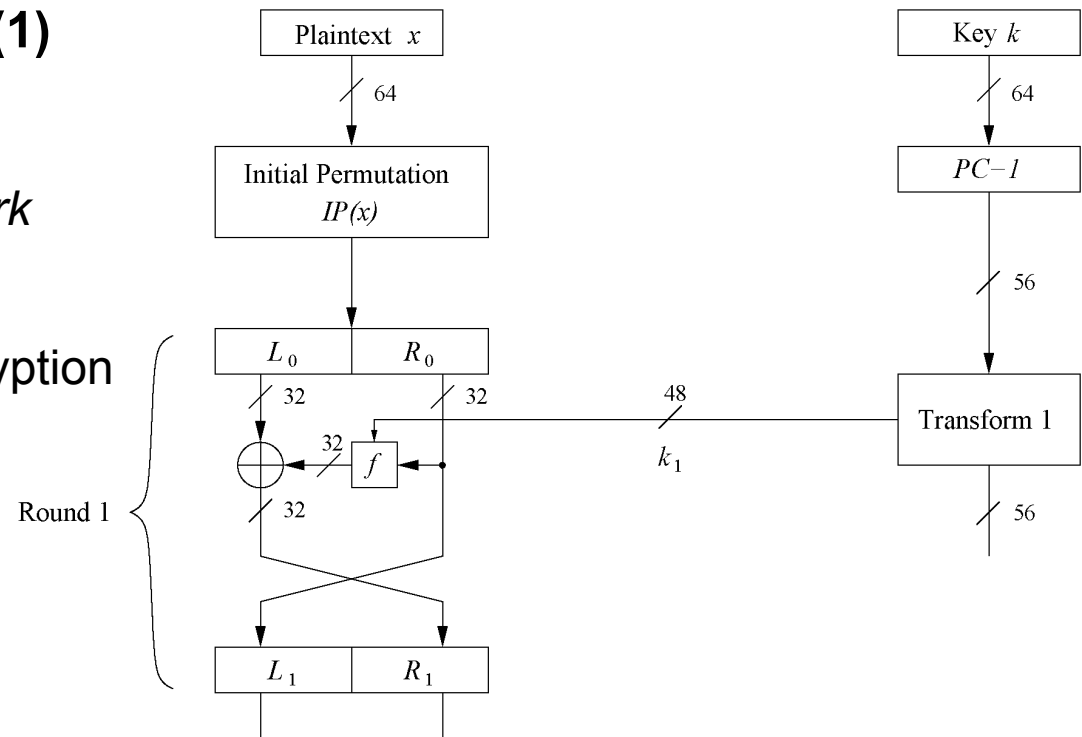 (1)
rk
yption
Plaintext x
64
Initial Permutation
IP(x)
L0 R0
32 32
32 f
32
Round 1
L1 R1
48
k1
Key k
64
PC−1
56
Transform 1
56